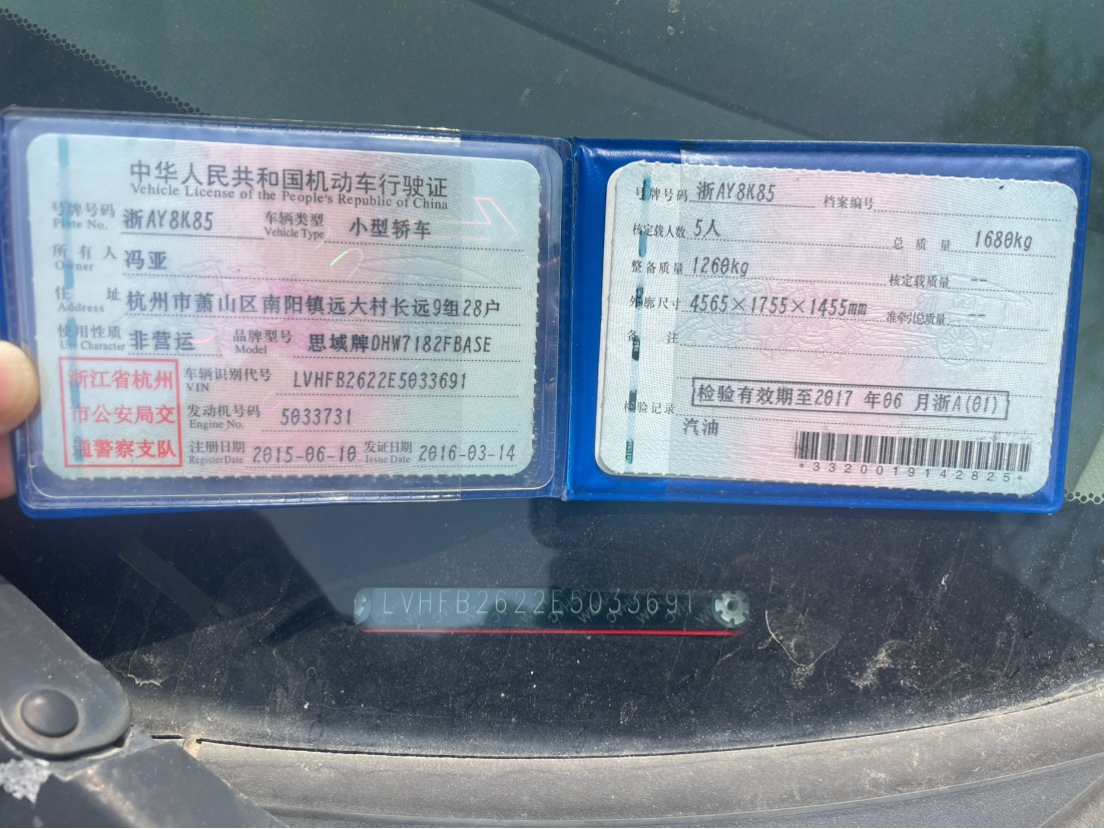 中华人民共和国机动车行驶证
Vehicle License of the People's Republic of China
号牌号码 浙AY8K85 车辆类型 小型轿车
Plate No. Vehicle Type
所有人 冯亚
Owner
住址 杭州市萧山区南阳镇远大村长远9组28户
Address
使用性质 非营运 品牌型号 思域牌DHW7182FBASE
Use Character Model
浙江省杭州
市公安局交
通警察支队
车辆识别代号 LVHFB2622E5033691
VIN
发动机号码 5033731
Engine No.
注册日期 2015-06-10 发证日期 2016-03-14
Register Date Issue Date
号牌号码 浙AY8K85 档案编号
核定载人数 5人 总质量 1680kg
整备质量 1260kg 核定载质量 --
外廓尺寸 4565×1755×1455mm 准牵引总质量 --
备注
检验记录 检验有效期至2017 年06 月浙A(01)
汽油
*3320019142825*
LVHFB2622E5033691